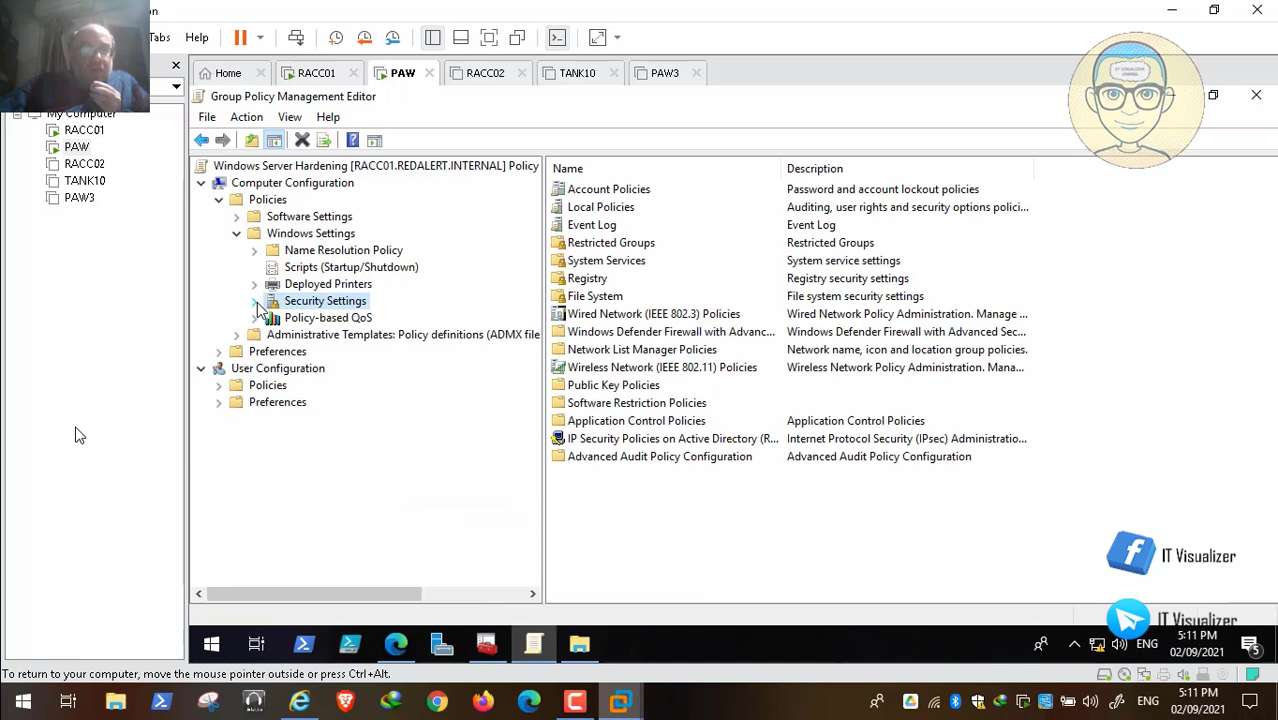 on
Tabs Help
Home RACC01 PAW RACC02 TANK10 PAW3
My Computer
RACC01
PAW
RACC02
TANK10
PAW3
Group Policy Management Editor
File Action View Help
Windows Server Hardening [RACC01.REDALERT.INTERNAL] Policy
Computer Configuration
Policies
Software Settings
Windows Settings
Name Resolution Policy
Scripts (Startup/Shutdown)
Deployed Printers
Security Settings
Policy-based QoS
Administrative Templates: Policy definitions (ADMX file
Preferences
User Configuration
Policies
Preferences
Name Description
Account Policies Password and account lockout policies
Local Policies Auditing, user rights and security options polici...
Event Log Event Log
Restricted Groups Restricted Groups
System Services System service settings
Registry Registry security settings
File System File system security settings
Wired Network (IEEE 802.3) Policies Wired Network Policy Administration. Manage ...
Windows Defender Firewall with Advanc... Windows Defender Firewall with Advanced Sec...
Network List Manager Policies Network name, icon and location group policies.
Wireless Network (IEEE 802.11) Policies Wireless Network Policy Administration. Mana...
Public Key Policies
Software Restriction Policies
Application Control Policies Application Control Policies
IP Security Policies on Active Directory (R... Internet Protocol Security (IPsec) Administratio...
Advanced Audit Policy Configuration Advanced Audit Policy Configuration
IT VISUALIZER
CHANNEL
IT Visualizer
IT Visualizer
ENG 5:11 PM
02/09/2021 5
To return to your computer, move the mouse pointer outside or press Ctrl+Alt.
ENG 5:11 PM
02/09/2021